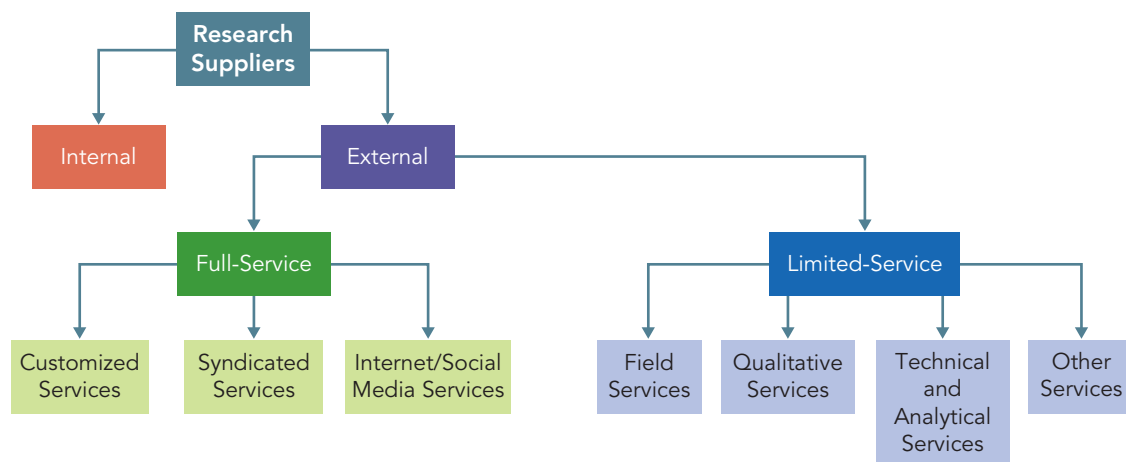 Research
Suppliers
Internal
External
Full-Service
Limited-Service
Customized
Services
Syndicated
Services
Internet/Social
Media Services
Field
Services
Qualitative
Services
Technical
and
Analytical
Services
Other
Services